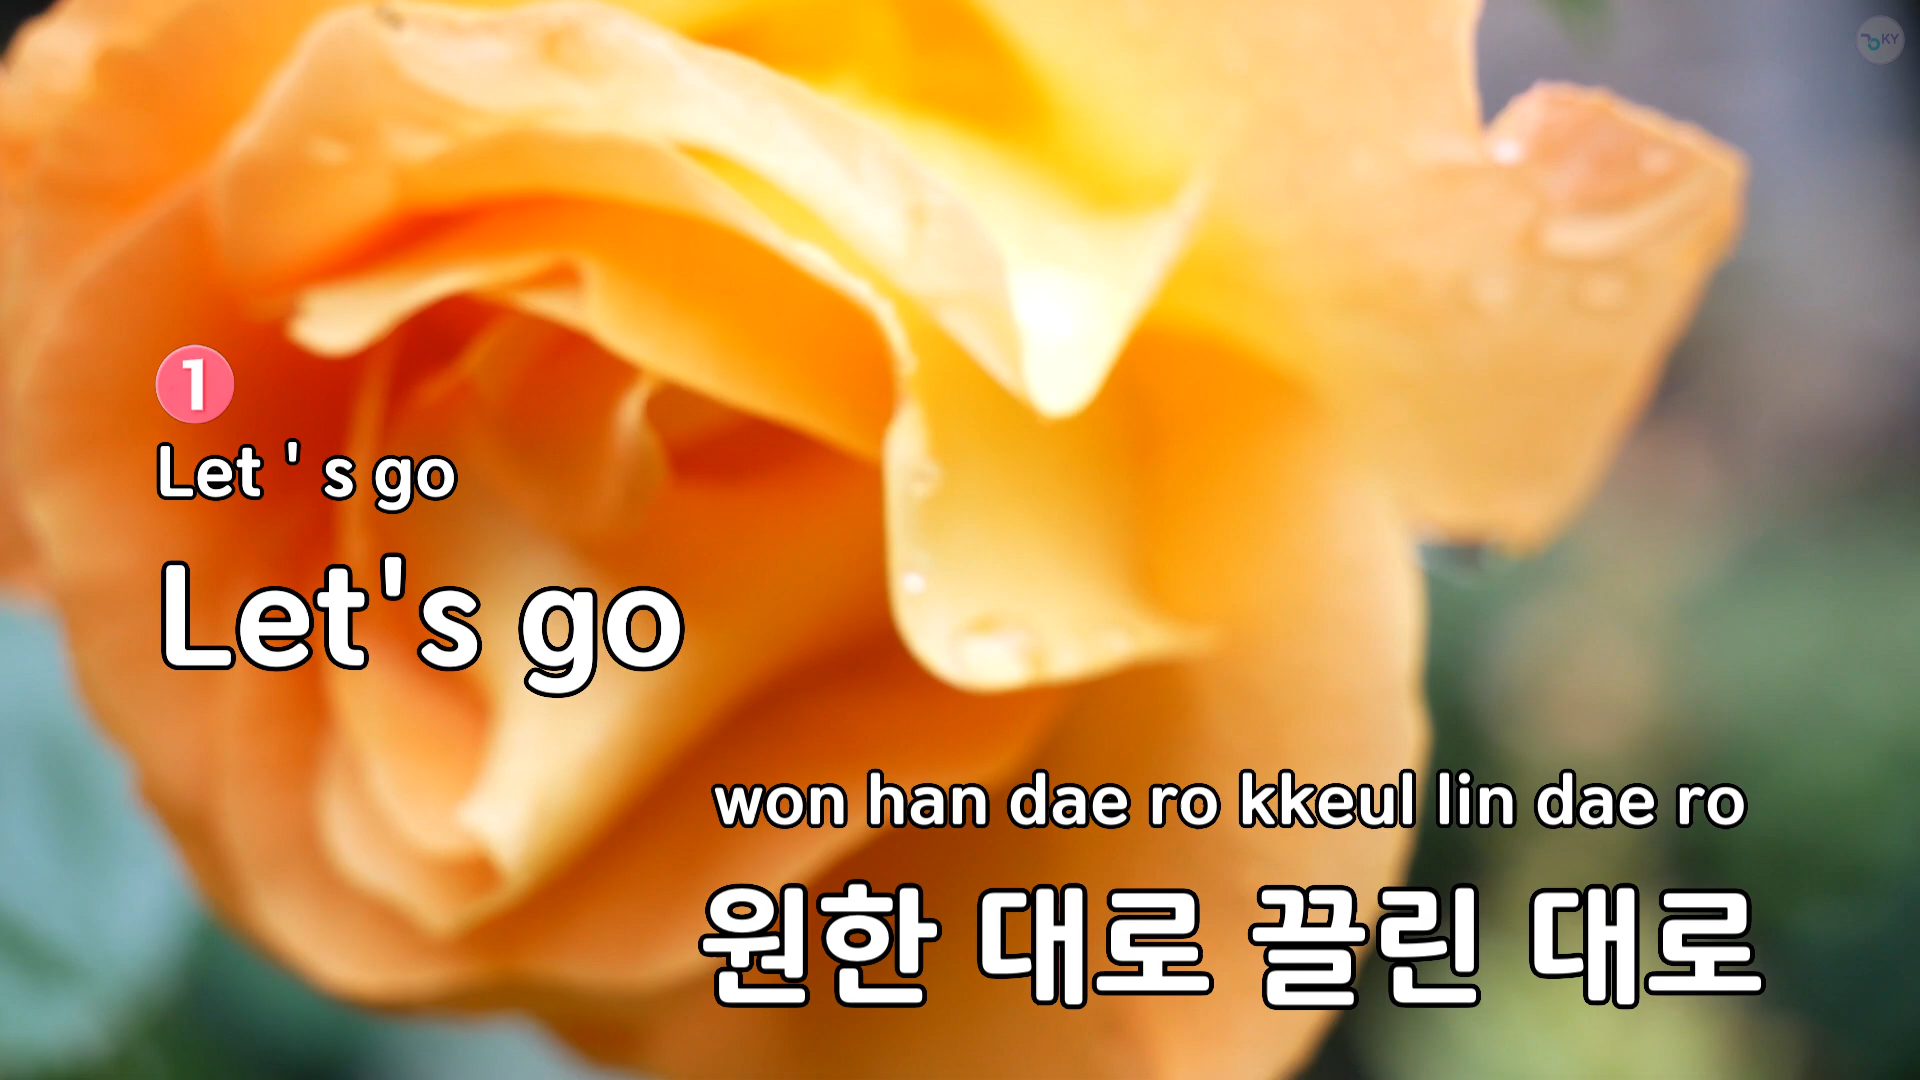 KY
1
Let ' s go
Let's go
won han dae ro kkeul lin dae ro
원한 대로 끌린 대로